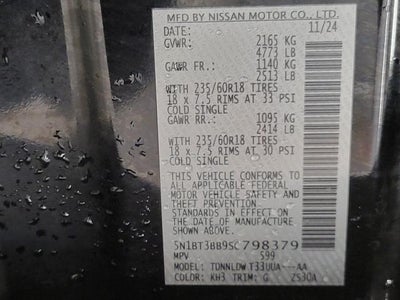 MFD BY NISSAN MOTOR CO., LTD.
DATE: 11/24
GVWR: 2165 KG
4773 LB
GAWR FR.: 1140 KG
2513 LB
WITH 235/60R18 TIRES
18 x 7.5 RIMS AT 33 PSI
COLD SINGLE
GAWR RR.: 1095 KG
2414 LB
WITH 235/60R18 TIRES
18 x 7.5 RIMS AT 30 PSI
COLD SINGLE
THIS VEHICLE CONFORMS TO
ALL APPLICABLE FEDERAL
MOTOR VEHICLE SAFETY AND
THEFT PREVENTION
STANDARDS IN EFFECT ON THE
DATE OF MANUFACTURE SHOWN
ABOVE.
5N1BT3BB9SC798379
MPV 599
MODEL: TDNNLDWT33UUA---AA
COLOR: KH3 TRIM: G 2530A